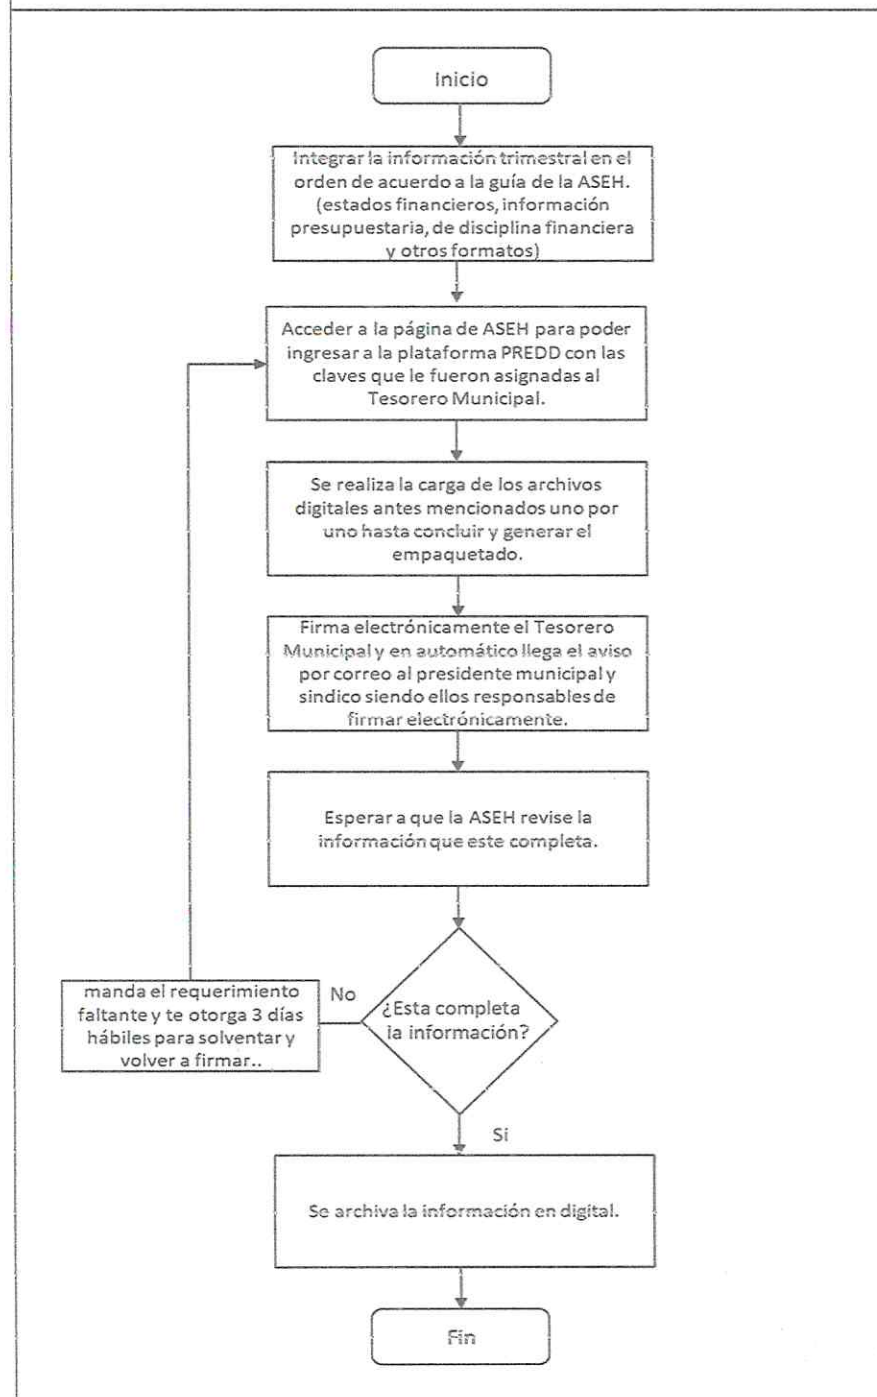 Inicio
Integrar la información trimestral en el
orden de acuerdo a la guía de la ASEH.
(estados financieros, información
presupuestaria, de disciplina financiera
y otros formatos)
Acceder a la página de ASEH para poder
ingresar a la plataforma PREDD con las
claves que le fueron asignadas al
Tesorero Municipal.
Se realiza la carga de los archivos
digitales antes mencionados uno por
uno hasta concluir y generar el
empaquetado.
Firma electrónicamente el Tesorero
Municipal y en automático llega el aviso
por correo al presidente municipal y
sindico siendo ellos responsables de
firmar electrónicamente.
Esperar a que la ASEH revise la
información que este completa.
¿Esta completa
la información?
No
manda el requerimiento
faltante y te otorga 3 días
hábiles para solventar y
volver a firmar..
Si
Se archiva la información en digital.
Fin